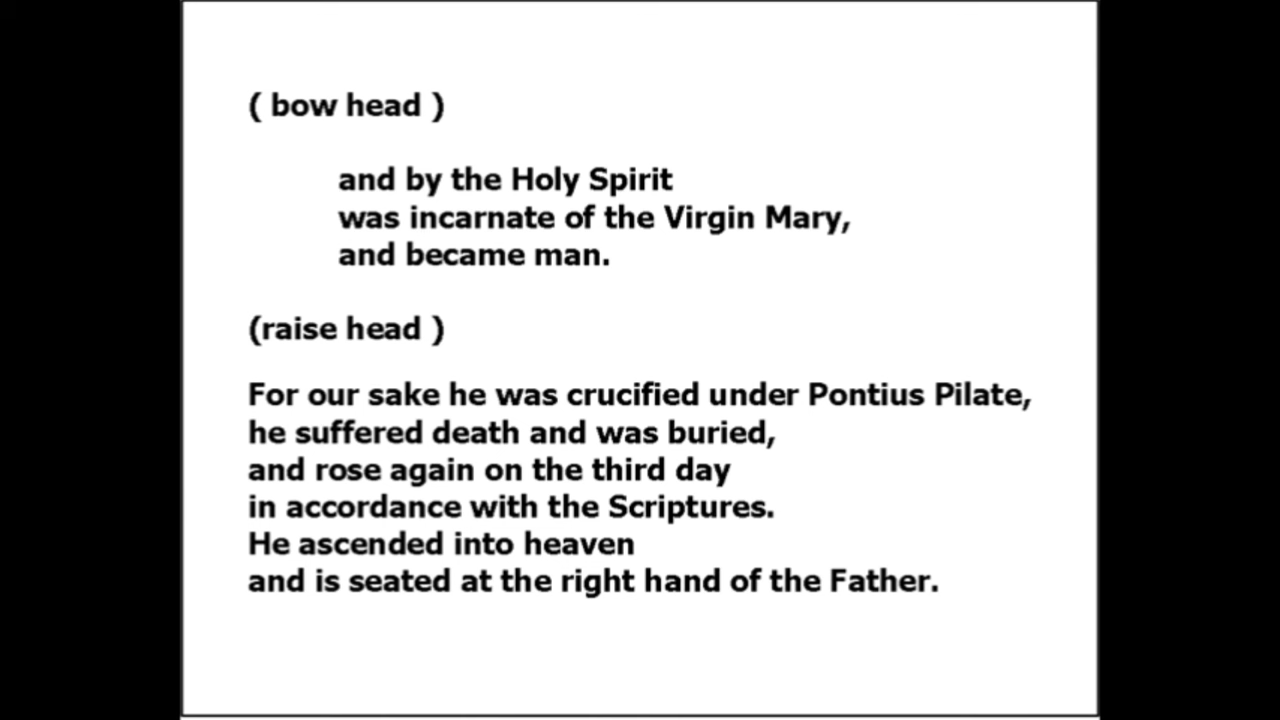 ( bow head )
and by the Holy Spirit
was incarnate of the Virgin Mary,
and became man.
(raise head )
For our sake he was crucified under Pontius Pilate,
he suffered death and was buried,
and rose again on the third day
in accordance with the Scriptures.
He ascended into heaven
and is seated at the right hand of the Father.